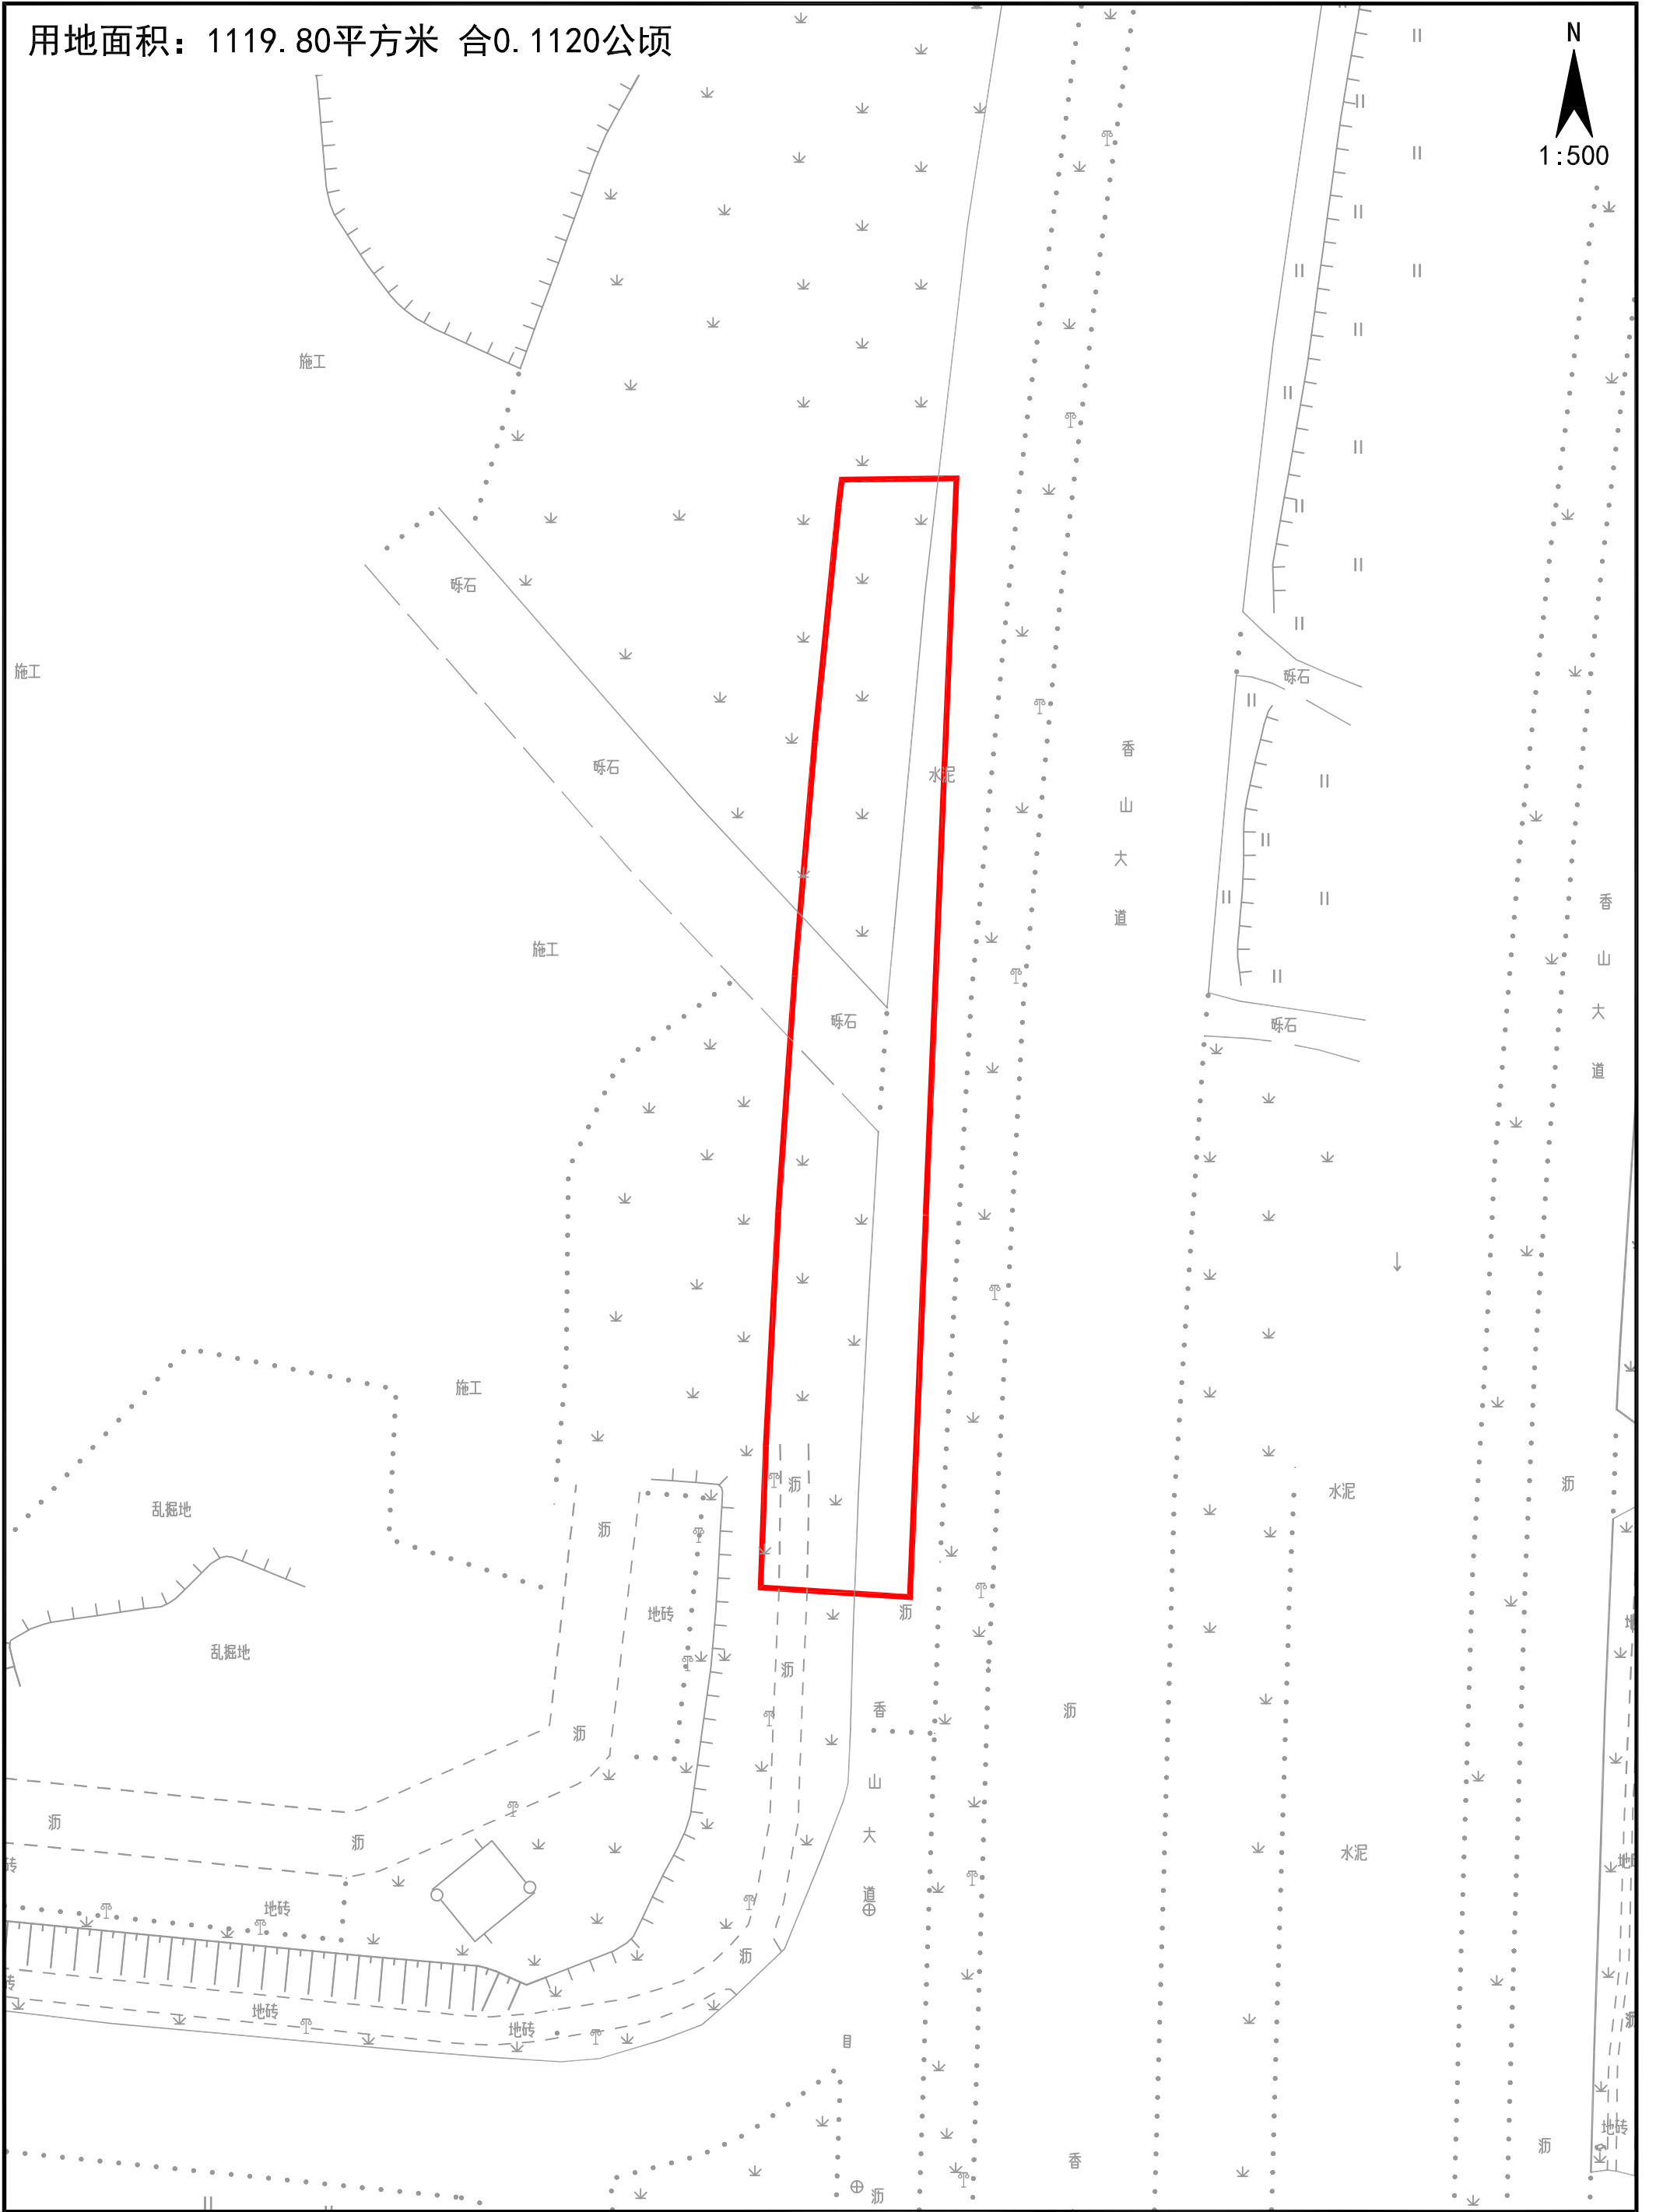 用地面积：1119.80平方米 合0.1120公顷
N
1:500
施工
砾石
施工
砾石
砾石
水泥
香山大道
香山大道
施工
砾石
砾石
施工
沥
水泥
沥
乱掘地
沥
地砖
沥
乱掘地
沥
沥
香山大道
沥
沥
沥
水泥
砖
地砖
沥
砖
地砖
地砖
沥
地砖
香
沥
沥